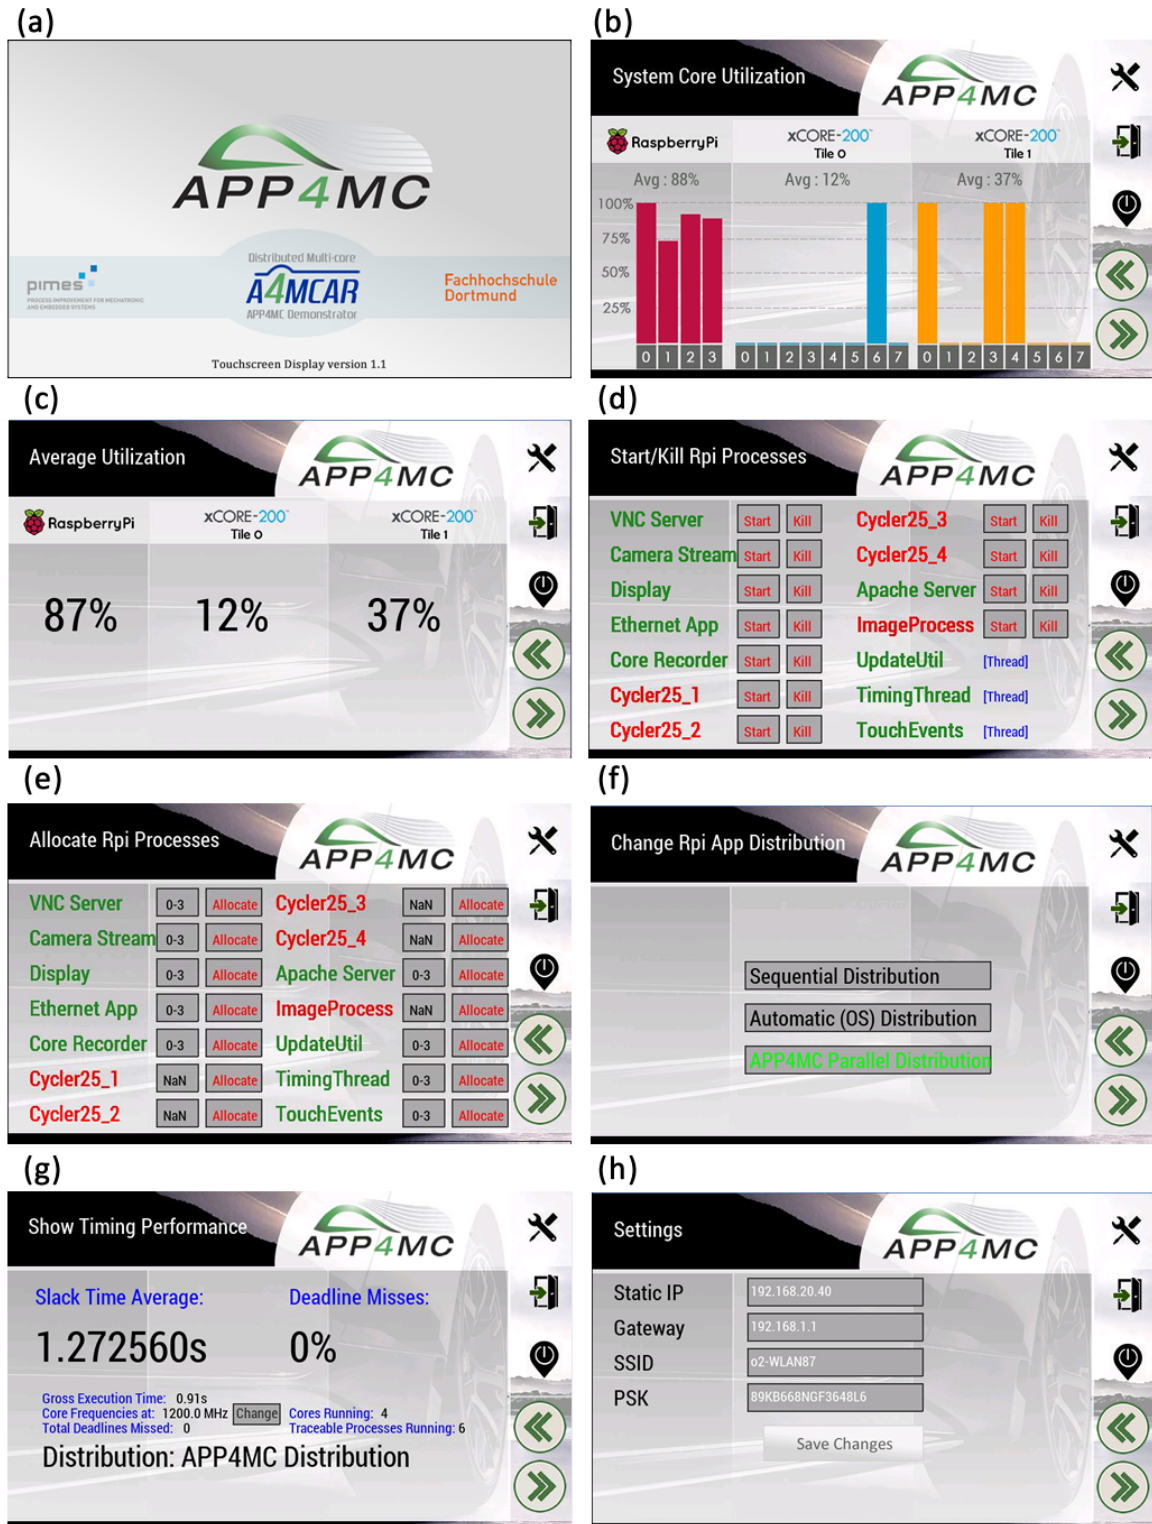 (a)
APP4MC
Distributed Multi-core
pimes
PROCESS IMPROVEMENT FOR MECHATRONIC
AND EMBEDDED SYSTEMS
A4MCAR
Fachhochschule
Dortmund
APP4MC Demonstrator
Touchscreen Display version 1.1
(b)
System Core Utilization
APP4MC
RaspberryPi
xCORE-200™
Tile 0
xCORE-200™
Tile 1
Avg : 88%
Avg : 12%
Avg : 37%
100%
75%
50%
25%
0 1 2 3
0 1 2 3 4 5 6 7
0 1 2 3 4 5 6 7
(c)
Average Utilization
APP4MC
RaspberryPi
xCORE-200™
Tile 0
xCORE-200™
Tile 1
87%
12%
37%
(d)
Start/Kill Rpi Processes
APP4MC
VNC Server Start Kill Cycler25_3 Start Kill
Camera Stream Start Kill Cycler25_4 Start Kill
Display Start Kill Apache Server Start Kill
Ethernet App Start Kill ImageProcess Start Kill
Core Recorder Start Kill UpdateUtil [Thread]
Cycler25_1 Start Kill TimingThread [Thread]
Cycler25_2 Start Kill TouchEvents [Thread]
(e)
Allocate Rpi Processes
APP4MC
VNC Server 0-3 Allocate Cycler25_3 NaN Allocate
Camera Stream 0-3 Allocate Cycler25_4 NaN Allocate
Display 0-3 Allocate Apache Server 0-3 Allocate
Ethernet App 0-3 Allocate ImageProcess NaN Allocate
Core Recorder 0-3 Allocate UpdateUtil 0-3 Allocate
Cycler25_1 NaN Allocate TimingThread 0-3 Allocate
Cycler25_2 NaN Allocate TouchEvents 0-3 Allocate
(f)
Change Rpi App Distribution
APP4MC
Sequential Distribution
Automatic (OS) Distribution
APP4MC Parallel Distribution
(g)
Show Timing Performance
APP4MC
Slack Time Average: Deadline Misses:
1.272560s 0%
Gross Execution Time: 0.91s
Core Frequencies at: 1200.0 MHz Change Cores Running: 4
Total Deadlines Missed: 0 Traceable Processes Running: 6
Distribution: APP4MC Distribution
(h)
Settings
APP4MC
Static IP 192.168.20.40
Gateway 192.168.1.1
SSID o2-WLAN87
PSK 89KB668NGF3648L6
Save Changes